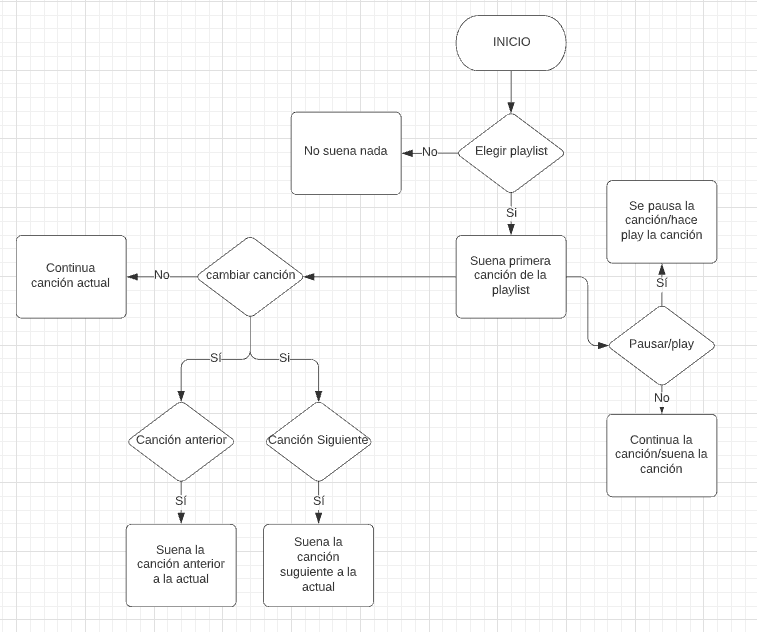 INICIO
Elegir playlist
No
No suena nada
Si
Suena primera
canción de la
playlist
Se pausa la
canción/hace
play la canción
Sí
Pausar/play
No
Continua la
canción/suena la
canción
cambiar canción
No
Continua
canción actual
Sí
Si
Canción anterior
Canción Siguiente
Sí
Sí
Suena la
canción anterior
a la actual
Suena la
canción
suguiente a la
actual